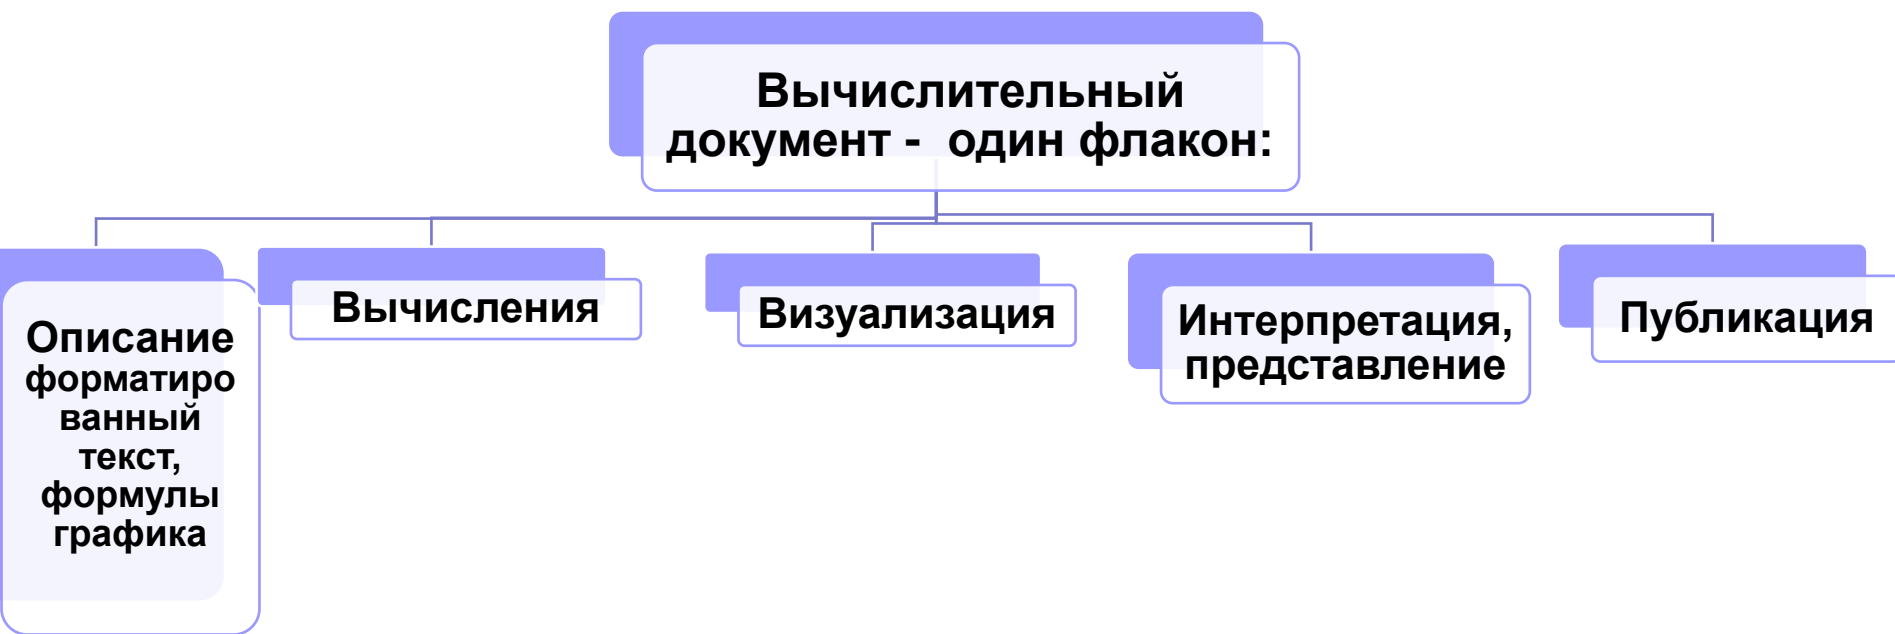 Вычислительный
документ - один флакон:
Описание
форматиро
ванный
текст,
формулы
графика
Вычисления
Визуализация
Интерпретация,
представление
Публикация